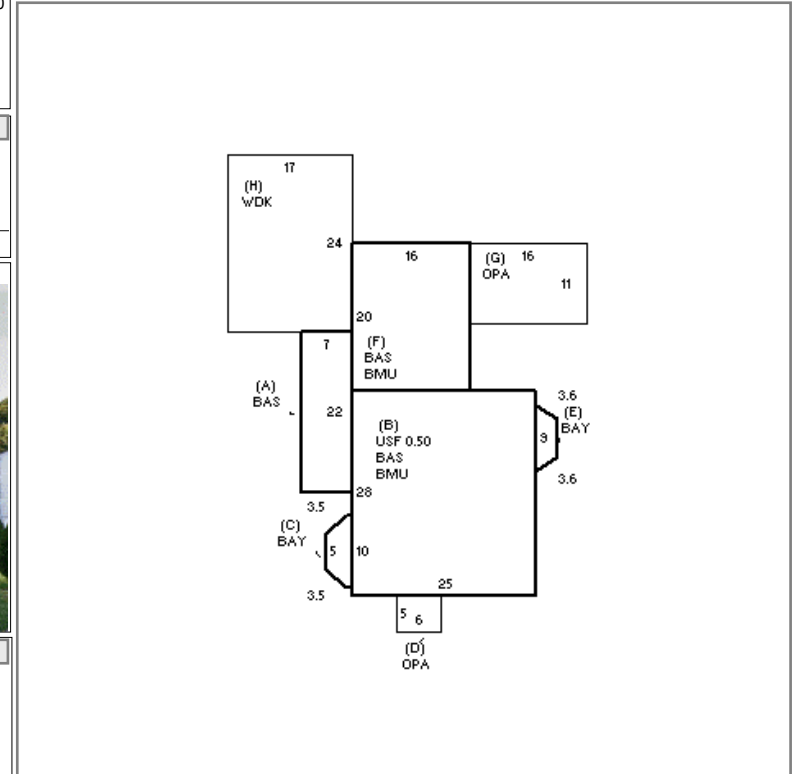 17
(H)
WDK
24
16
(G) 16
OPA
11
20
7
(F)
BAS
BMU
(A)
BAS
22
3.6
(E)
BAY
9
3.6
(B)
USF 0.50
BAS
BMU
28
3.5
(C)
BAY
5
10
3.5
25
5
6
(D)
OPA